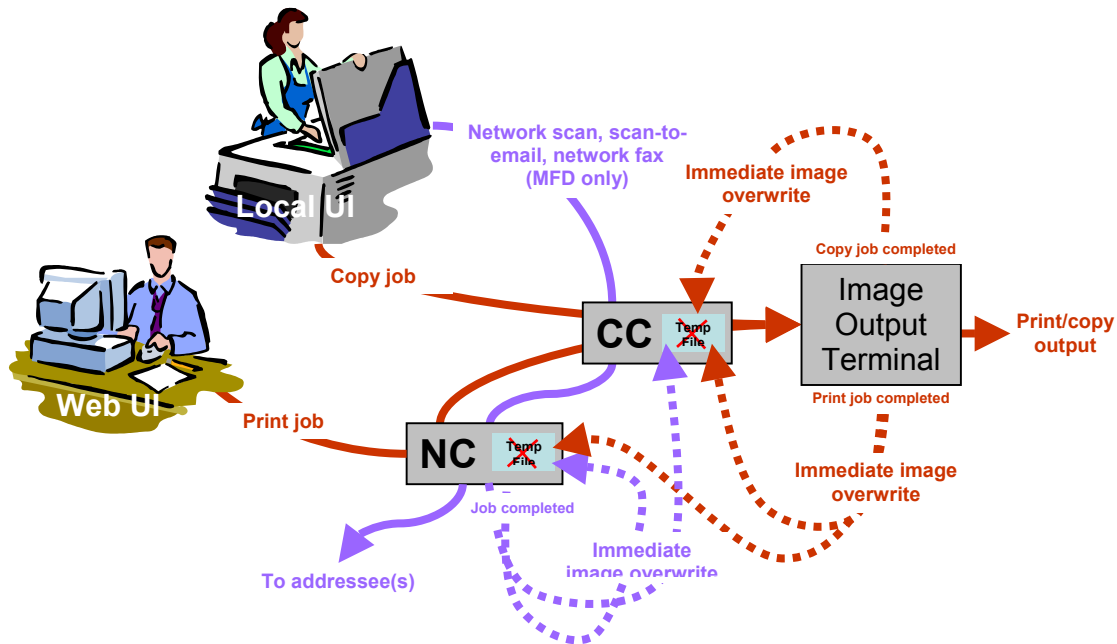 Network scan, scan-to-
email, network fax
(MFD only)
Immediate image
overwrite
Local UI
Copy job completed
Copy job
Image
Output
Terminal
CC
Temp
File
Print/copy
output
Web UI
Print job
Print job completed
NC
Temp
File
Immediate image
overwrite
Job completed
Immediate
image overwrite
To addressee(s)